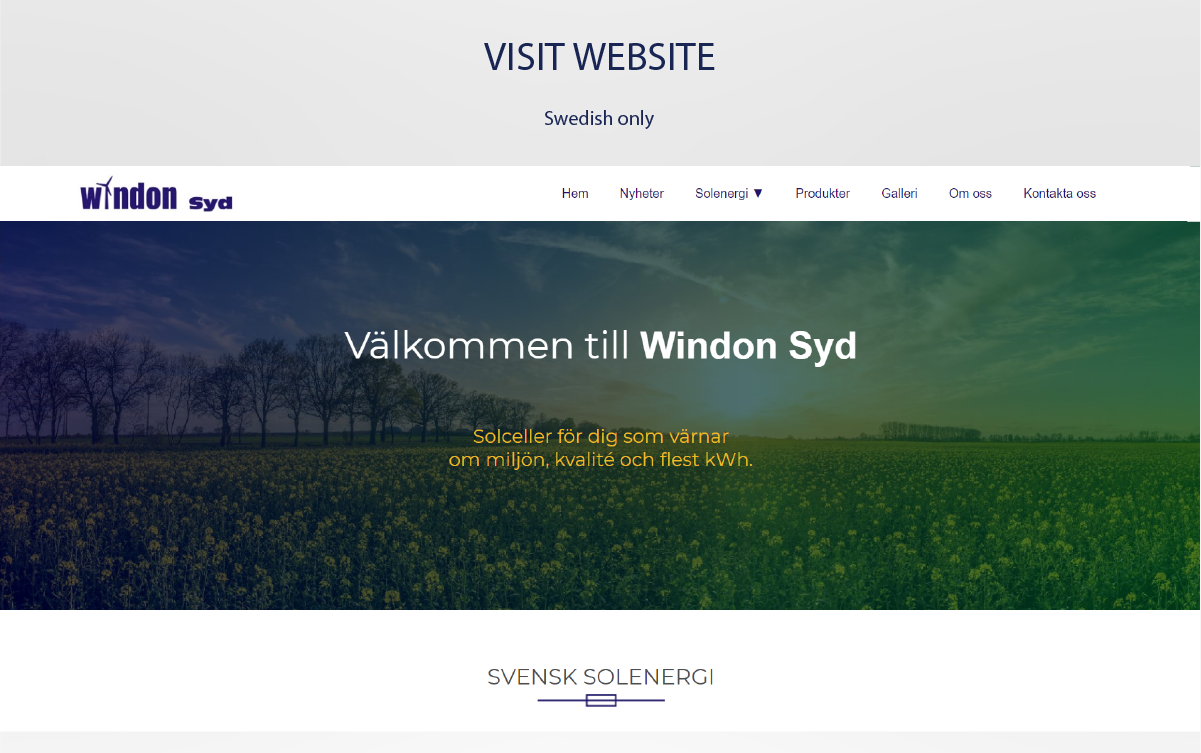 VISIT WEBSITE
Swedish only
windon Syd
Hem Nyheter Solenergi ▼ Produkter Galleri Om oss Kontakta oss
Välkommen till Windon Syd
Solceller för dig som värnar
om miljön, kvalité och flest kWh.
SVENSK SOLENERGI